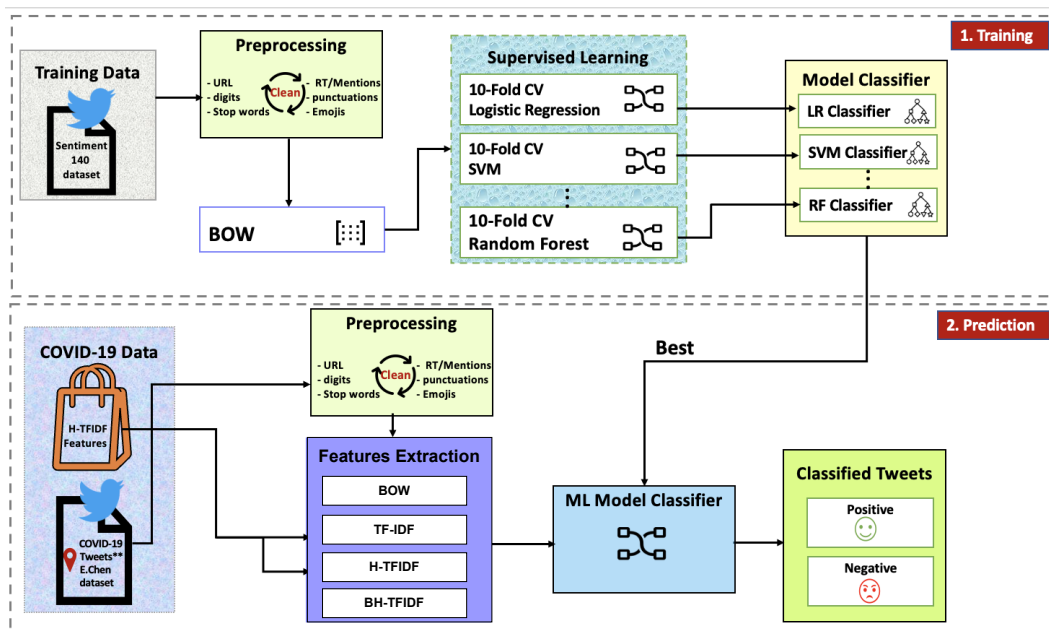 1. Training
Training Data
Sentiment
140
dataset
Preprocessing
- URL
- digits
- Stop words
Clean
- RT/Mentions
- punctuations
- Emojis
BOW
Supervised Learning
10-Fold CV
Logistic Regression
10-Fold CV
SVM
10-Fold CV
Random Forest
Model Classifier
LR Classifier
SVM Classifier
RF Classifier
2. Prediction
COVID-19 Data
H-TFIDF
Features
COVID-19
Tweets**
E.Chen
dataset
Preprocessing
- URL
- digits
- Stop words
Clean
- RT/Mentions
- punctuations
- Emojis
Features Extraction
BOW
TF-IDF
H-TFIDF
BH-TFIDF
Best
ML Model Classifier
Classified Tweets
Positive
Negative